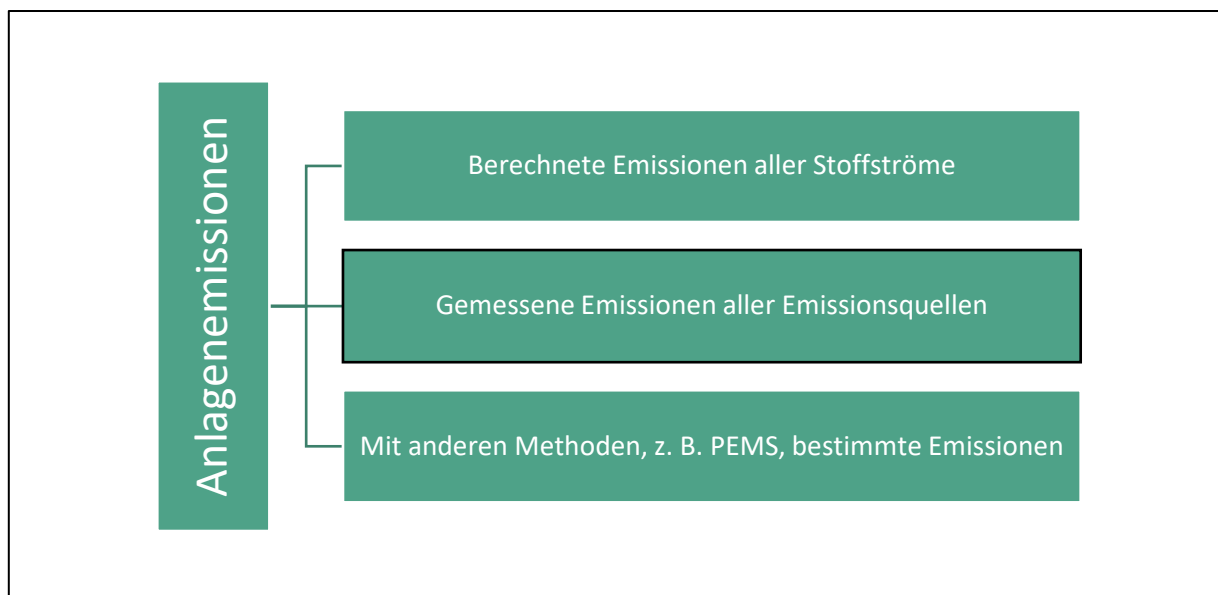 Anlagenemissionen
Berechnete Emissionen aller Stoffströme
Gemessene Emissionen aller Emissionsquellen
Mit anderen Methoden, z. B. PEMS, bestimmte Emissionen